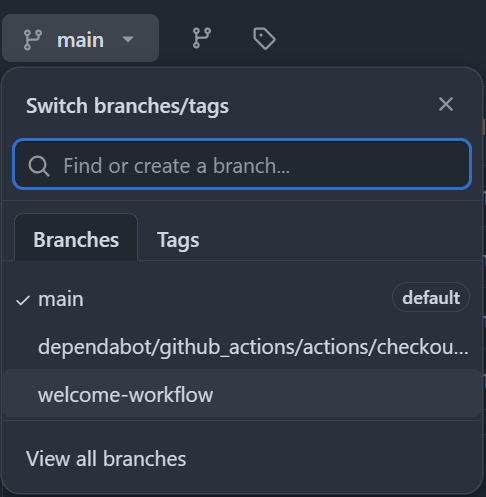 main
Switch branches/tags
Find or create a branch...
Branches Tags
main default
dependabot/github_actions/actions/checkou...
welcome-workflow
View all branches